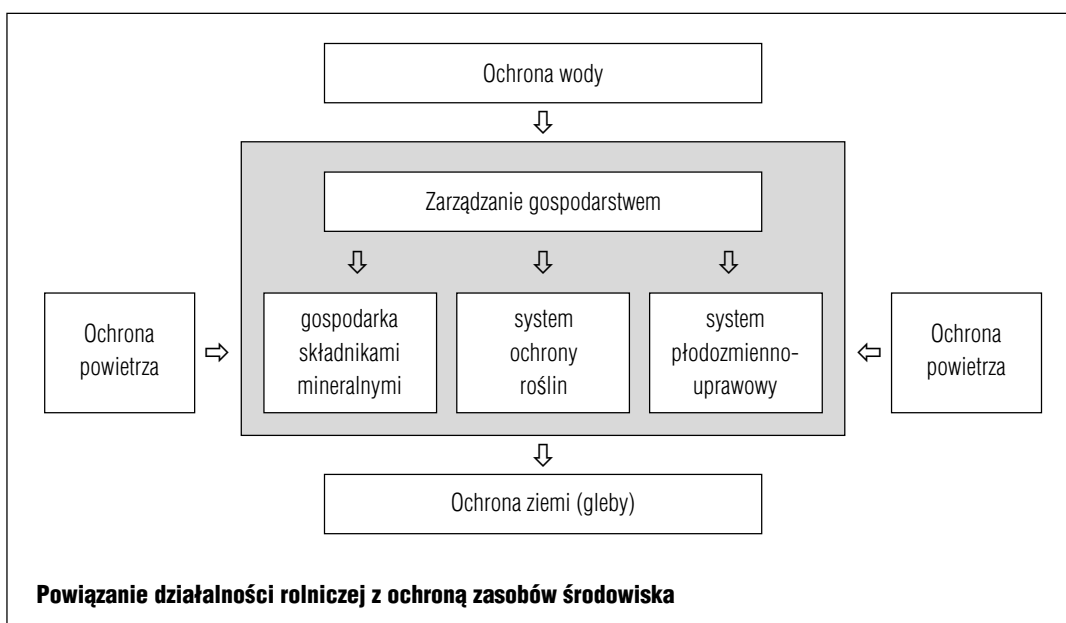 Ochrona wody
Zarządzanie gospodarstwem
Ochrona
powietrza
gospodarka
składnikami
mineralnymi
system
ochrony
roślin
system
płodozmienno-
uprawowy
Ochrona
powietrza
Ochrona ziemi (gleby)
Powiązanie działalności rolniczej z ochroną zasobów środowiska